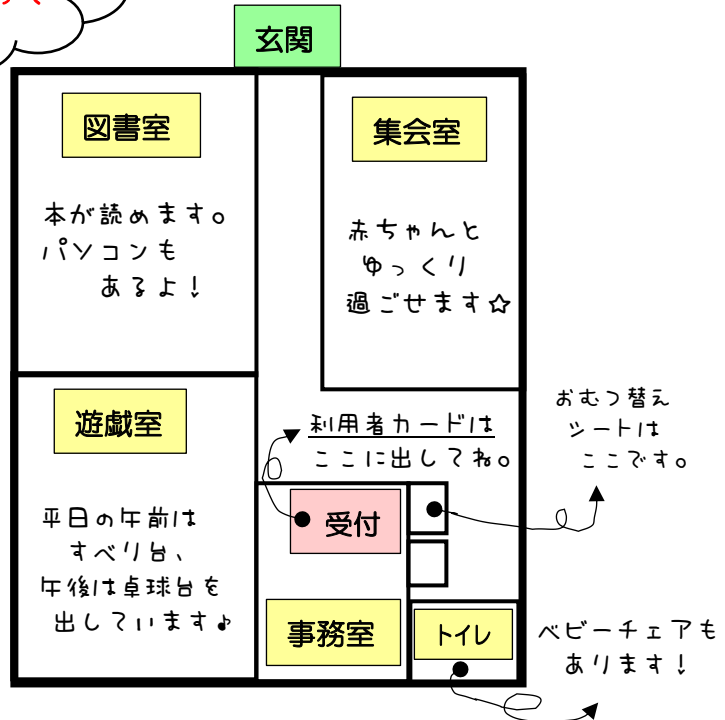 玄関
図書室
本が読めます。
パソコンも
あるよ！
集会室
赤ちゃんと
ゆっくり
過ごせます☆
遊戯室
平日の午前は
すべり台、
午後は卓球台を
出しています♪
利用者カードは
ここに出してね。
受付
事務室
おむつ替え
シートは
ここです。
トイレ
ベビーチェアも
あります！